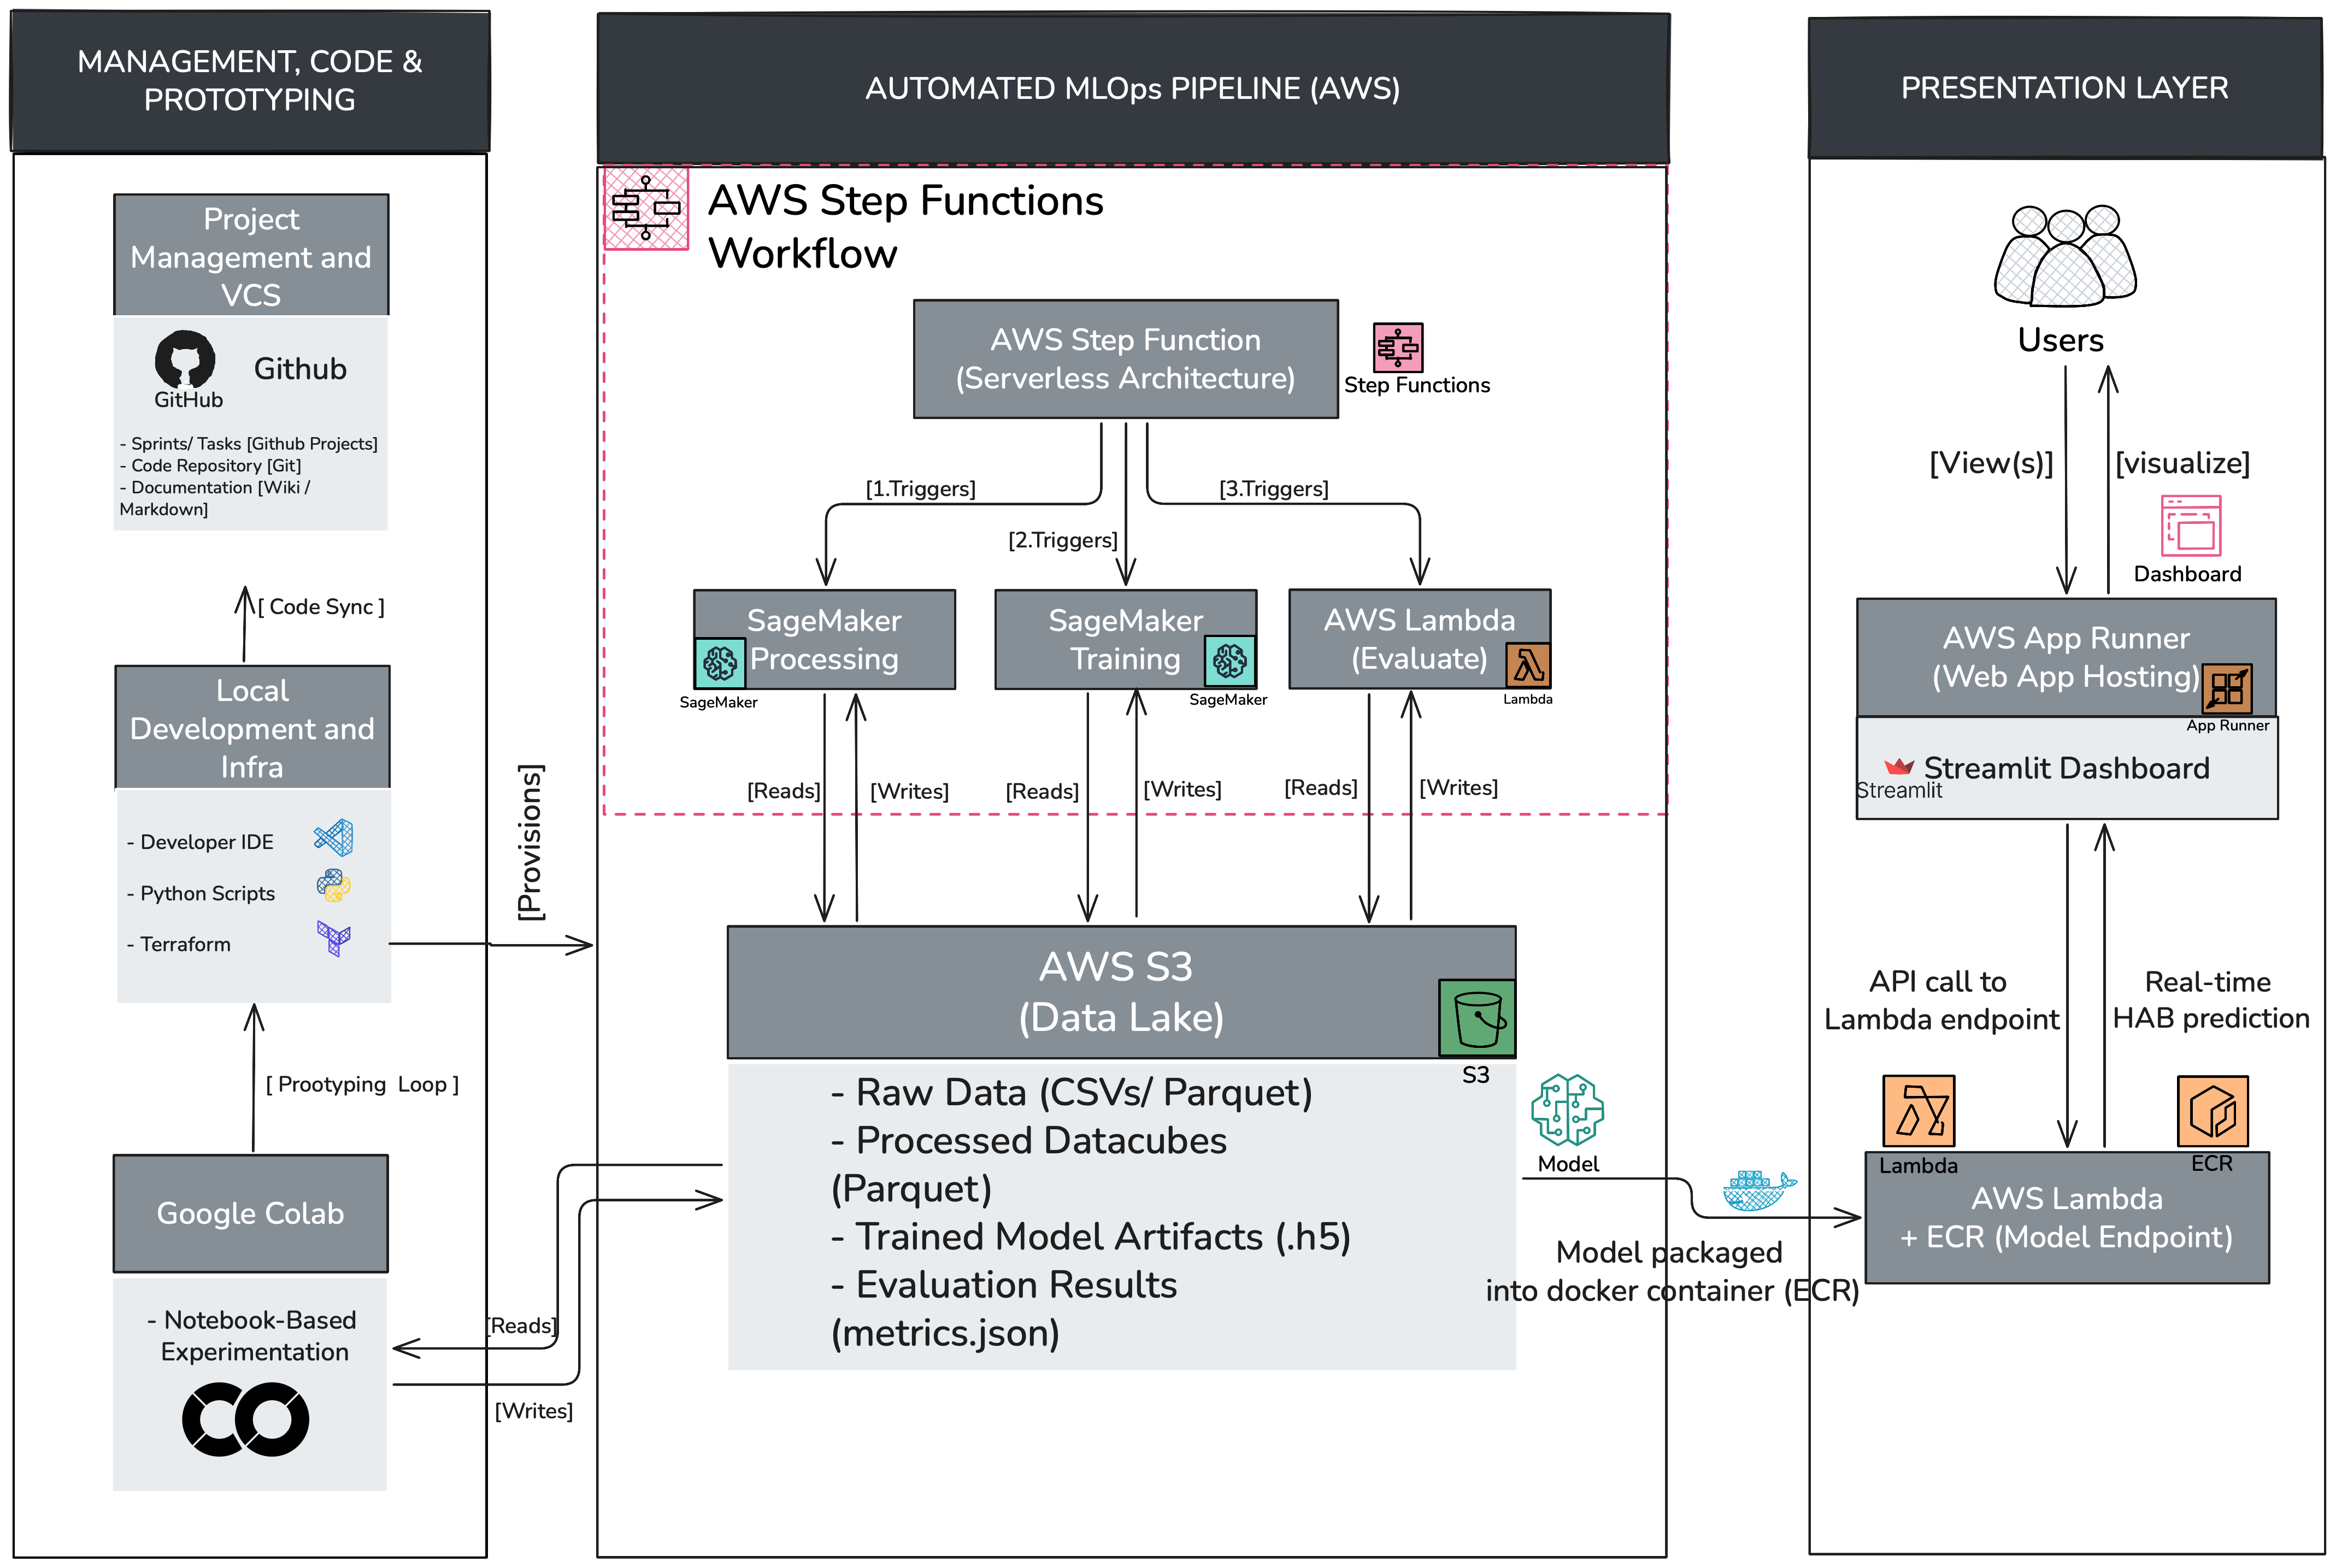 MANAGEMENT, CODE &
PROTOTYPING
Project
Management and
VCS
Github
GitHub
- Sprints/ Tasks [Github Projects]
- Code Repository [Git]
- Documentation [Wiki /
Markdown]
[ Code Sync ]
Local
Development and
Infra
- Developer IDE
- Python Scripts
- Terraform
[ Prootyping Loop ]
Google Colab
- Notebook-Based
Experimentation
[Provisions]
[Reads]
[Writes]
AUTOMATED MLOps PIPELINE (AWS)
AWS Step Functions
Workflow
AWS Step Function
(Serverless Architecture)
Step Functions
[1.Triggers]
[2.Triggers]
[3.Triggers]
SageMaker
Processing
SageMaker
SageMaker
Training
SageMaker
AWS Lambda
(Evaluate)
Lambda
[Reads]
[Writes]
[Reads]
[Writes]
[Reads]
[Writes]
AWS S3
(Data Lake)
S3
- Raw Data (CSVs/ Parquet)
- Processed Datacubes
(Parquet)
- Trained Model Artifacts (.h5)
- Evaluation Results
(metrics.json)
Model
Model packaged
into docker container (ECR)
PRESENTATION LAYER
Users
[View(s)]
[visualize]
Dashboard
AWS App Runner
(Web App Hosting)
App Runner
Streamlit Dashboard
Streamlit
API call to
Lambda endpoint
Real-time
HAB prediction
Lambda
ECR
AWS Lambda
+ ECR (Model Endpoint)